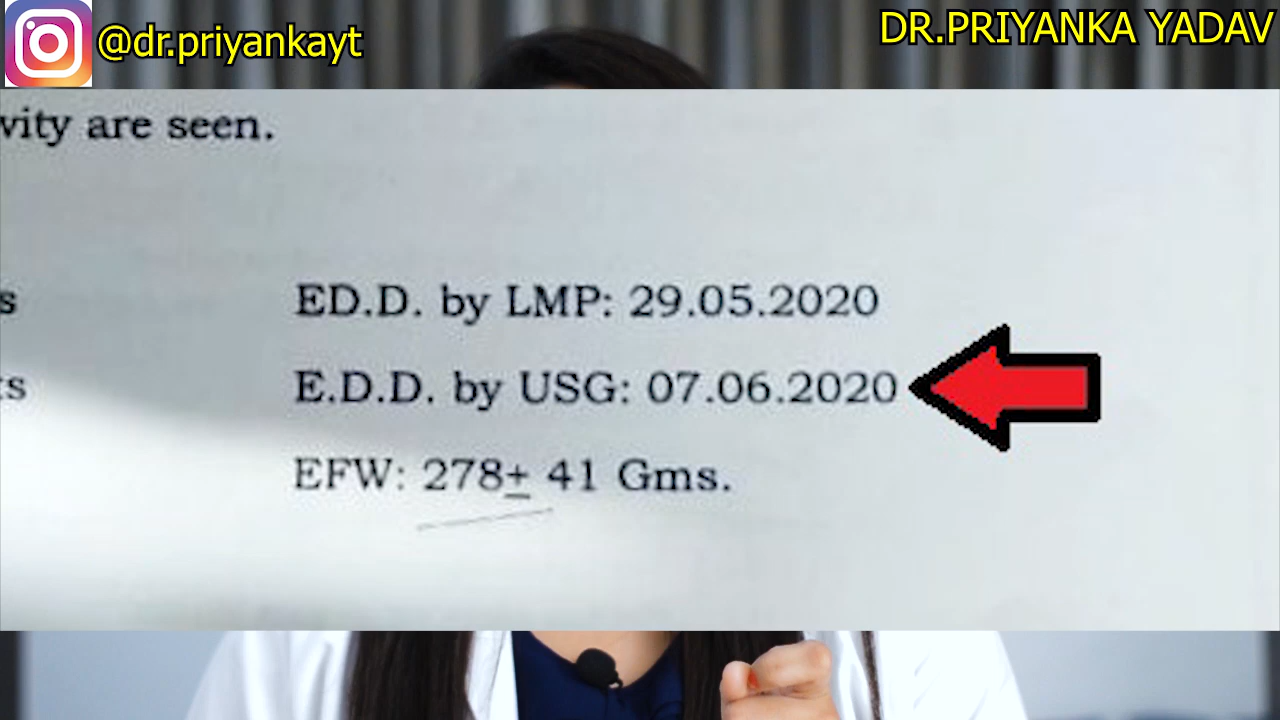 @dr.priyankayt
DR.PRIYANKA YADAV
vity are seen.
s ED.D. by LMP: 29.05.2020
ts E.D.D. by USG: 07.06.2020
EFW: 278± 41 Gms.